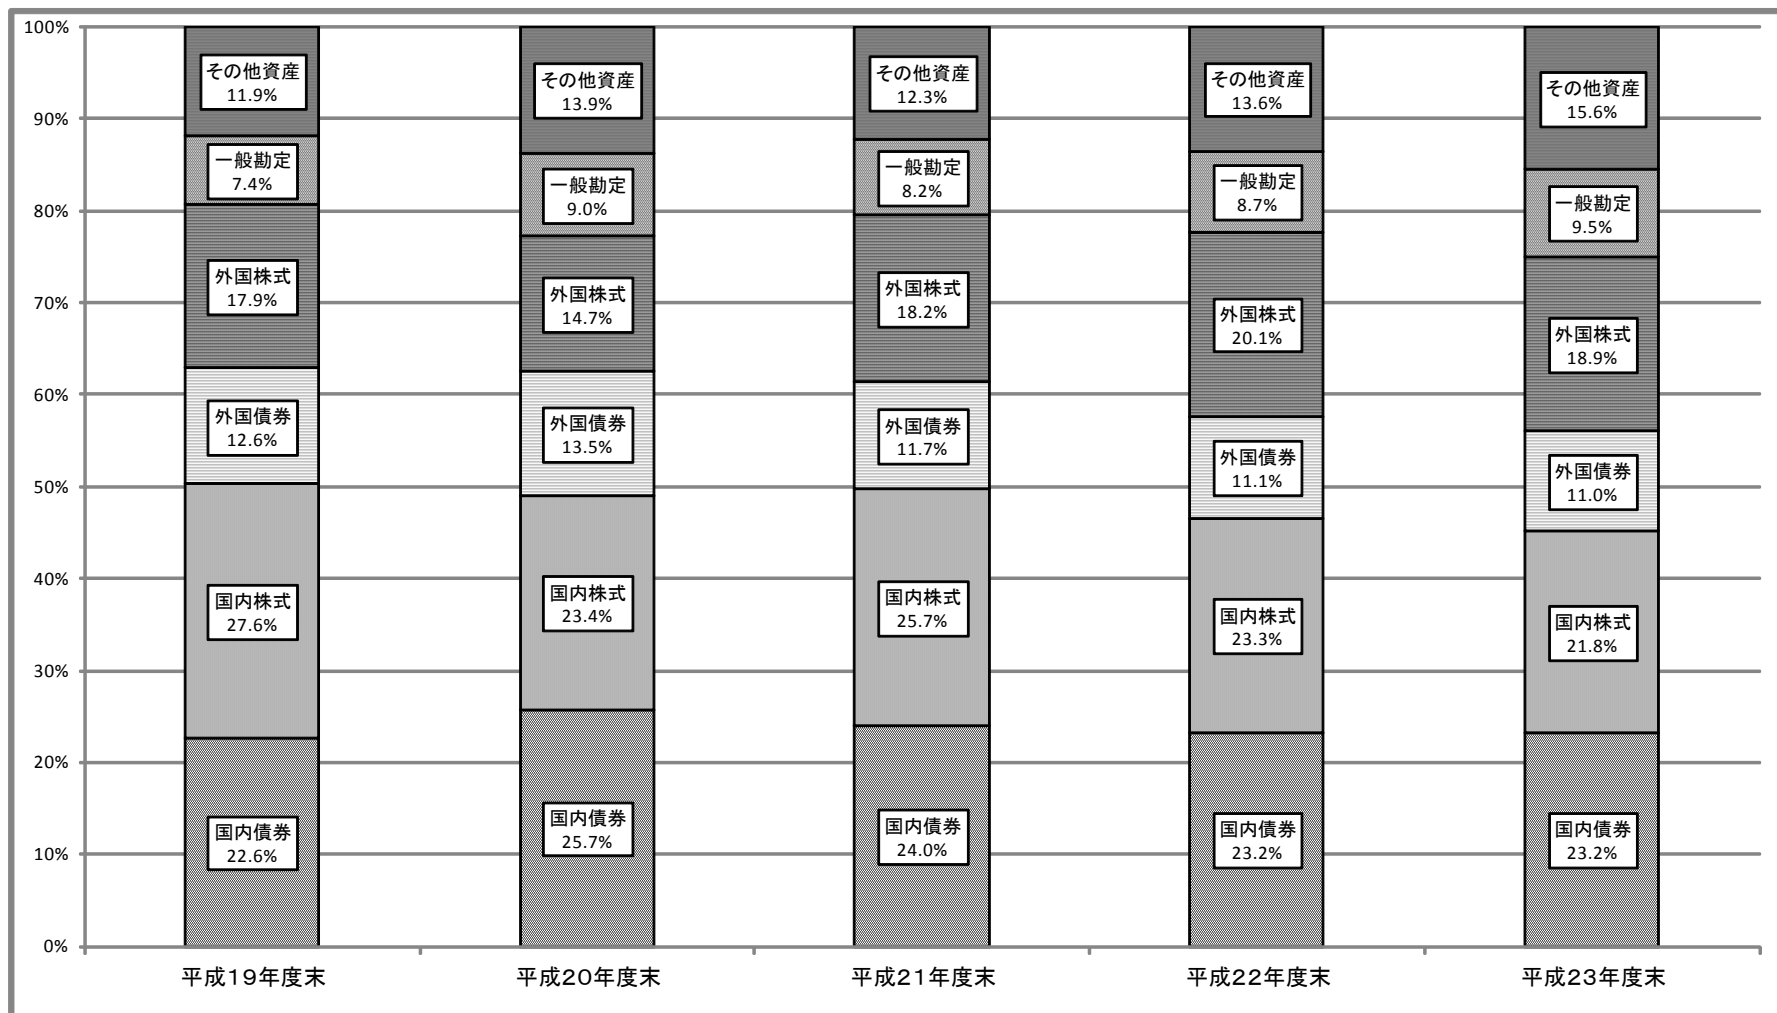 100%
90%
80%
70%
60%
50%
40%
30%
20%
10%
0%
その他資産
11.9%
一般勘定
7.4%
外国株式
17.9%
外国債券
12.6%
国内株式
27.6%
国内債券
22.6%
平成19年度末
その他資産
13.9%
一般勘定
9.0%
外国株式
14.7%
外国債券
13.5%
国内株式
23.4%
国内債券
25.7%
平成20年度末
その他資産
12.3%
一般勘定
8.2%
外国株式
18.2%
外国債券
11.7%
国内株式
25.7%
国内債券
24.0%
平成21年度末
その他資産
13.6%
一般勘定
8.7%
外国株式
20.1%
外国債券
11.1%
国内株式
23.3%
国内債券
23.2%
平成22年度末
その他資産
15.6%
一般勘定
9.5%
外国株式
18.9%
外国債券
11.0%
国内株式
21.8%
国内債券
23.2%
平成23年度末